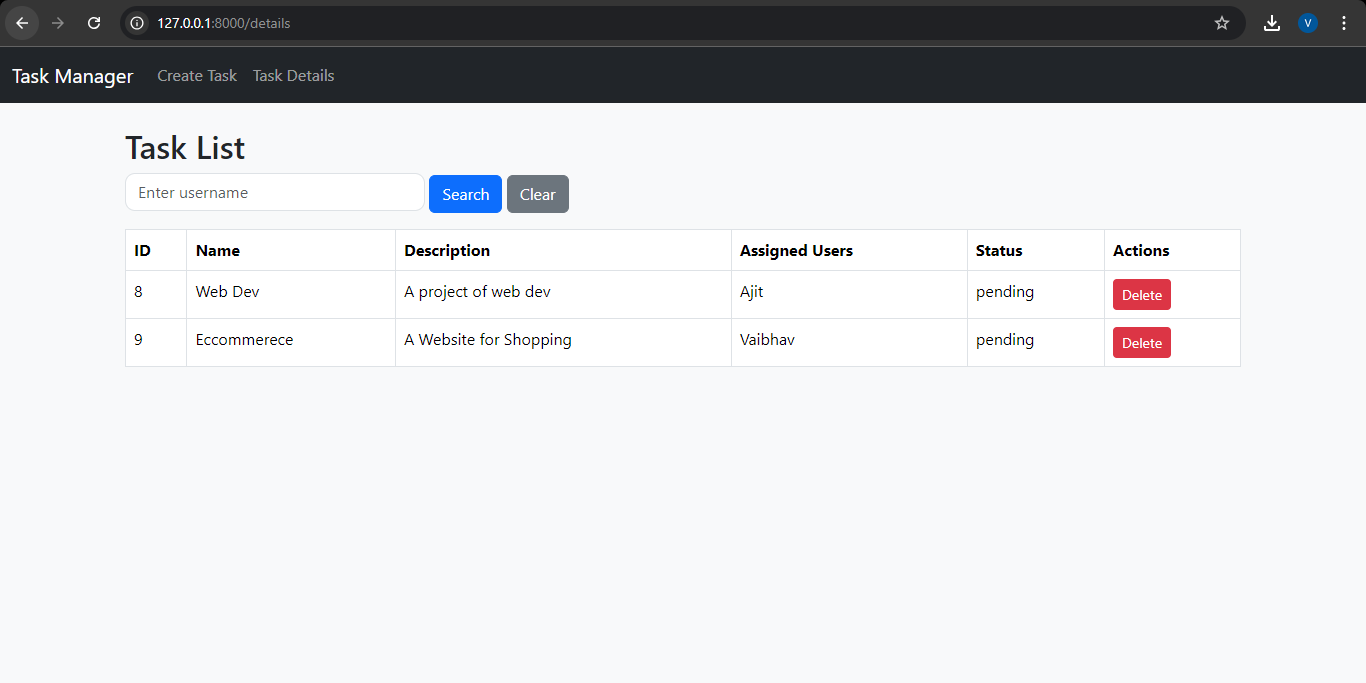 127.0.0.1:8000/details
V
Task Manager Create Task Task Details
Task List
Enter username Search Clear
ID Name Description Assigned Users Status Actions
8 Web Dev A project of web dev Ajit pending Delete
9 Eccommerece A Website for Shopping Vaibhav pending Delete